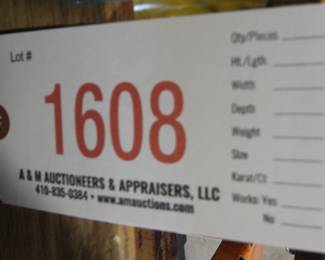 Lot #
1608
A & M AUCTIONEERS & APPRAISERS, LLC
410-835-0384 • www.amauctions.com
Qty/Pieces
Ht./Lgth.
Width
Depth
Weight
Size
Karat/Ct
Works: Yes
No